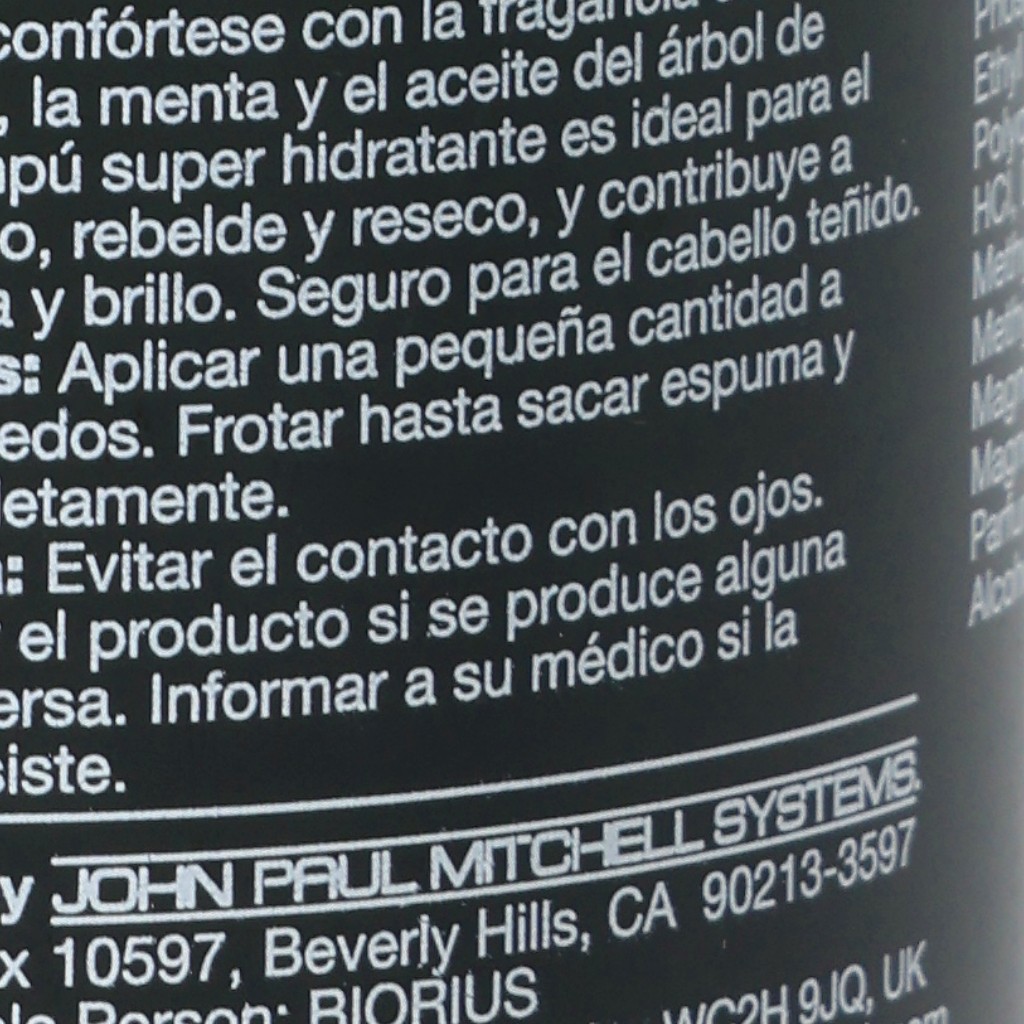 confórtese con la
, la menta y el aceite del árbol de
super hidratante es ideal para el
o, rebelde y reseco, y contribuye a
a y brillo. Seguro para el cabello teñido.
s: Aplicar una pequeña cantidad a
edos. Frotar hasta sacar espuma y
letamente.
: Evitar el contacto con los ojos.
el producto si se produce alguna
ersa. Informar a su médico si la
siste.
y JOHN PAUL MITCHELL SYSTEMS.
x 10597, Beverly Hills, CA 90213-3597
Person: BIORIUS
WC2H 9JQ, UK
Ethyl
HCl,